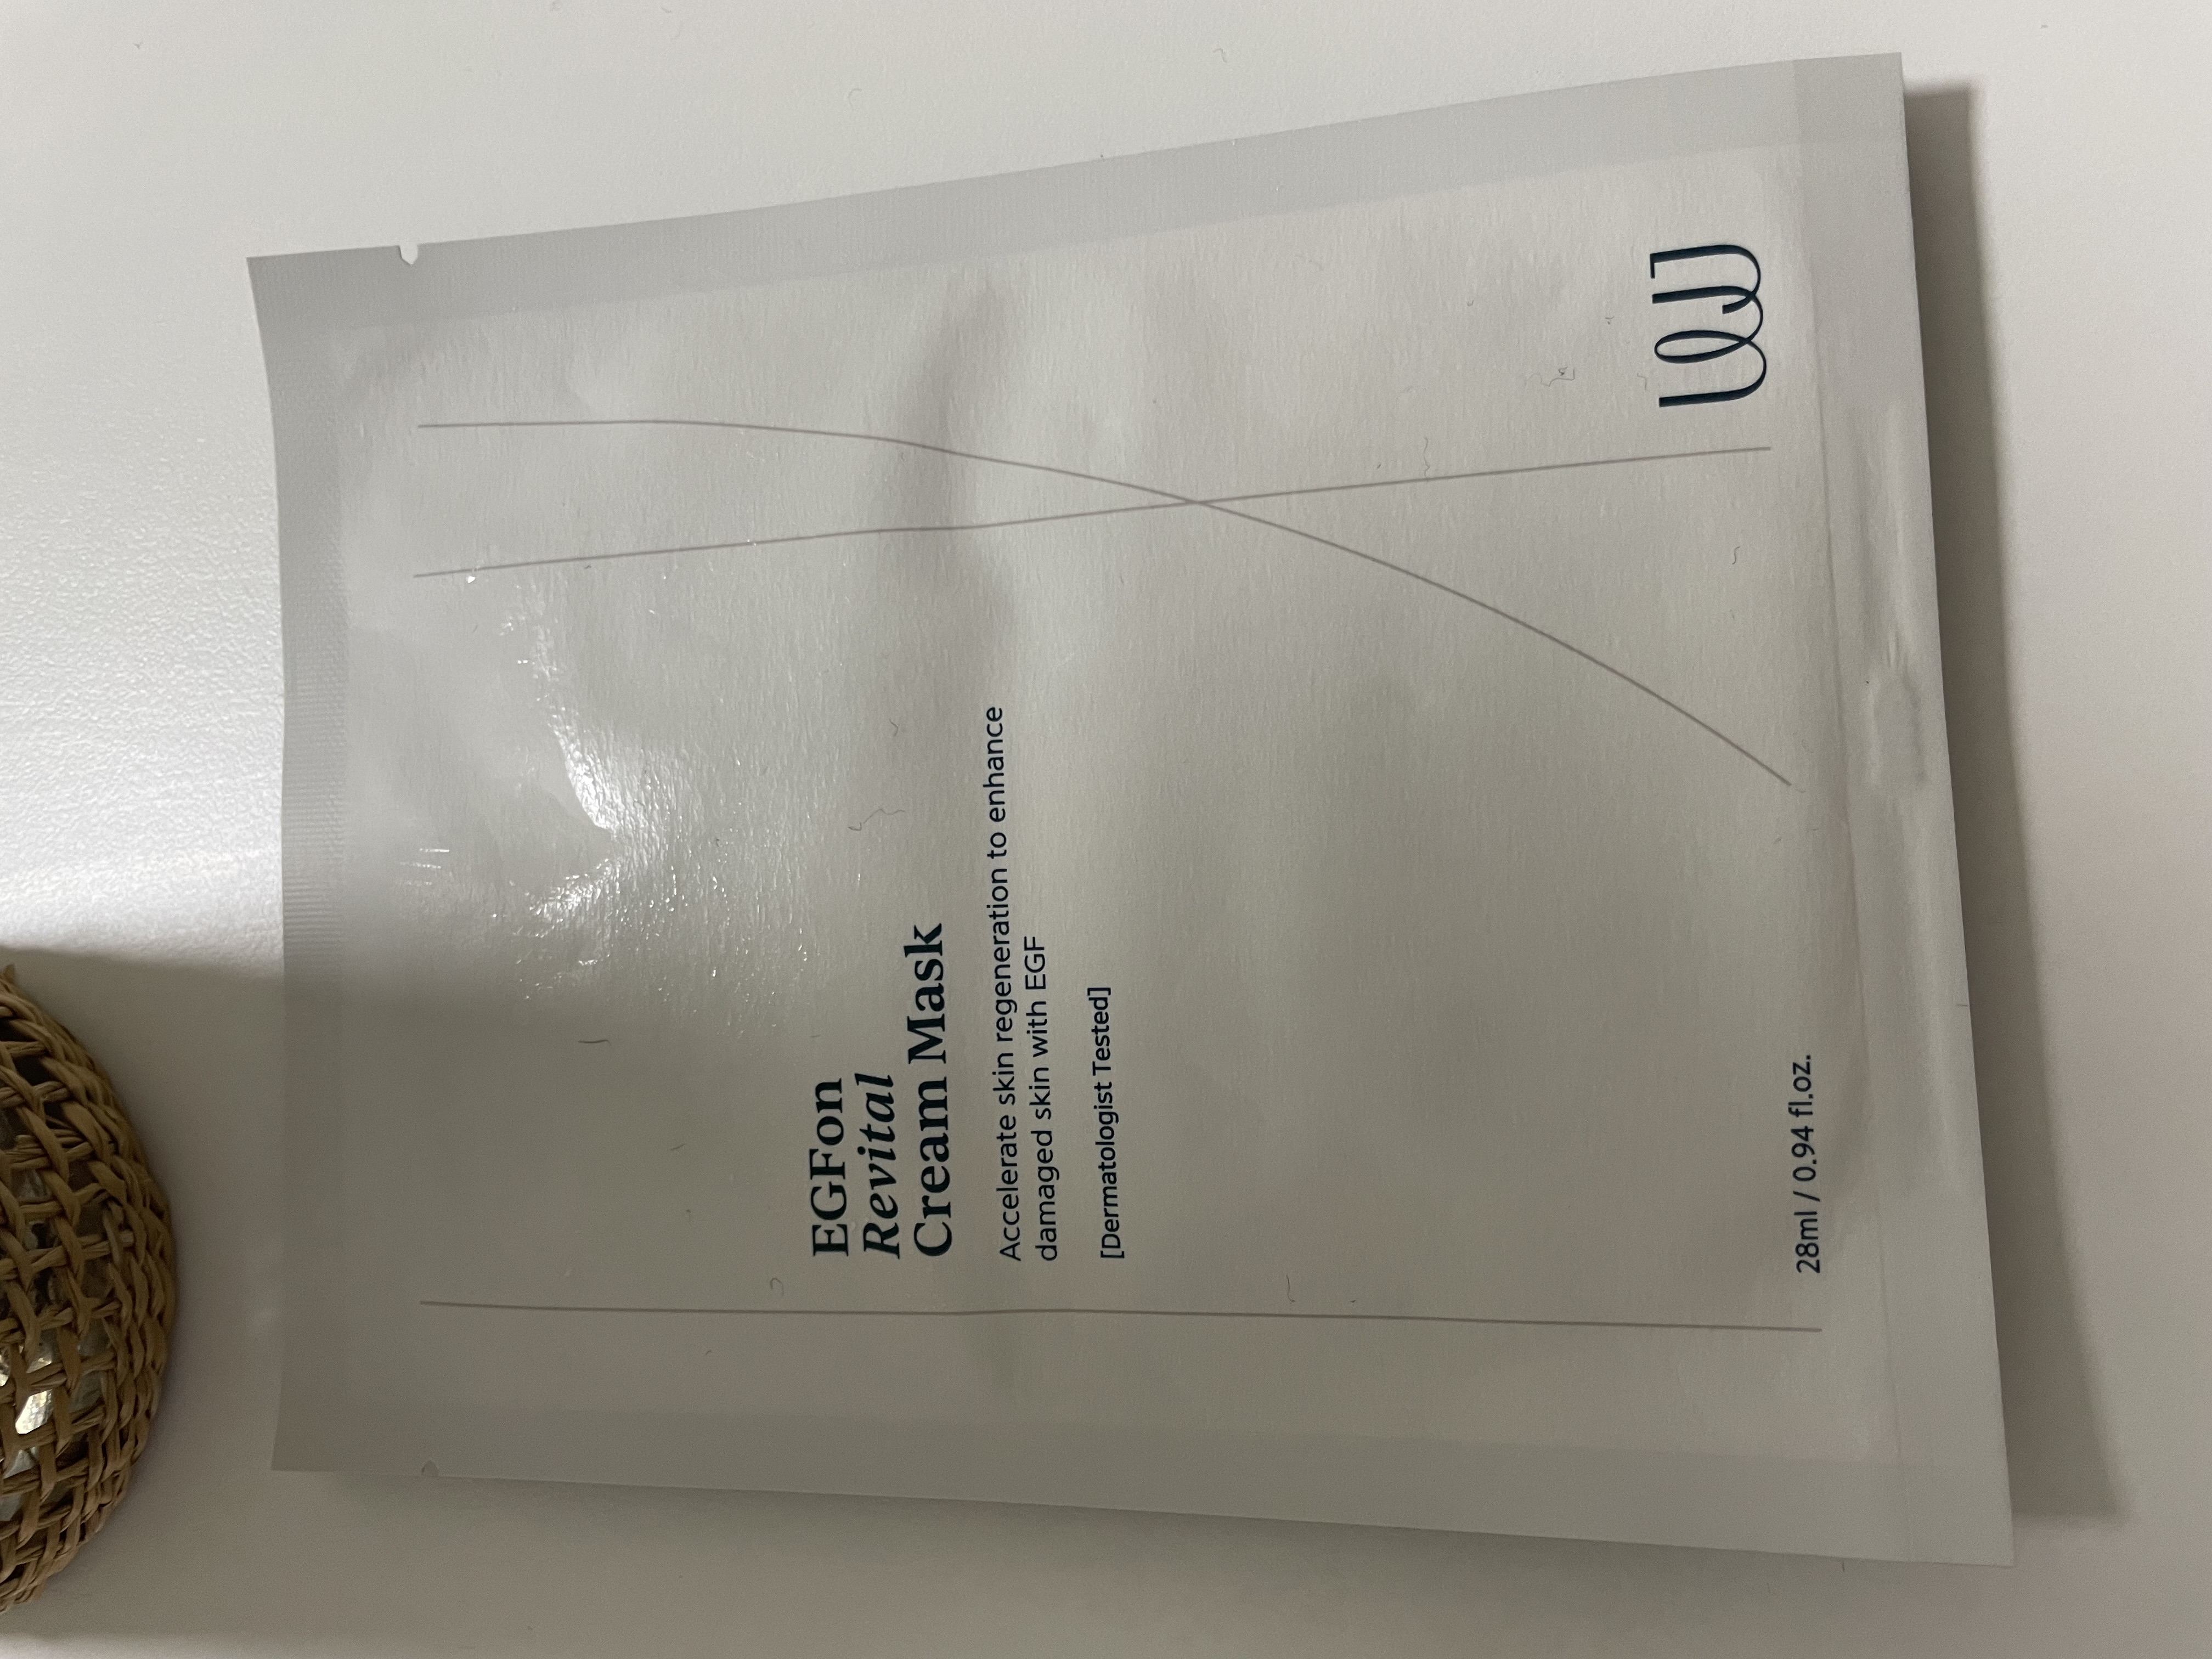 EGFon
Revital
Cream Mask
Accelerate skin regeneration to enhance
damaged skin with EGF
[Dermatologist Tested]
28ml / 0.94 fl.oz.